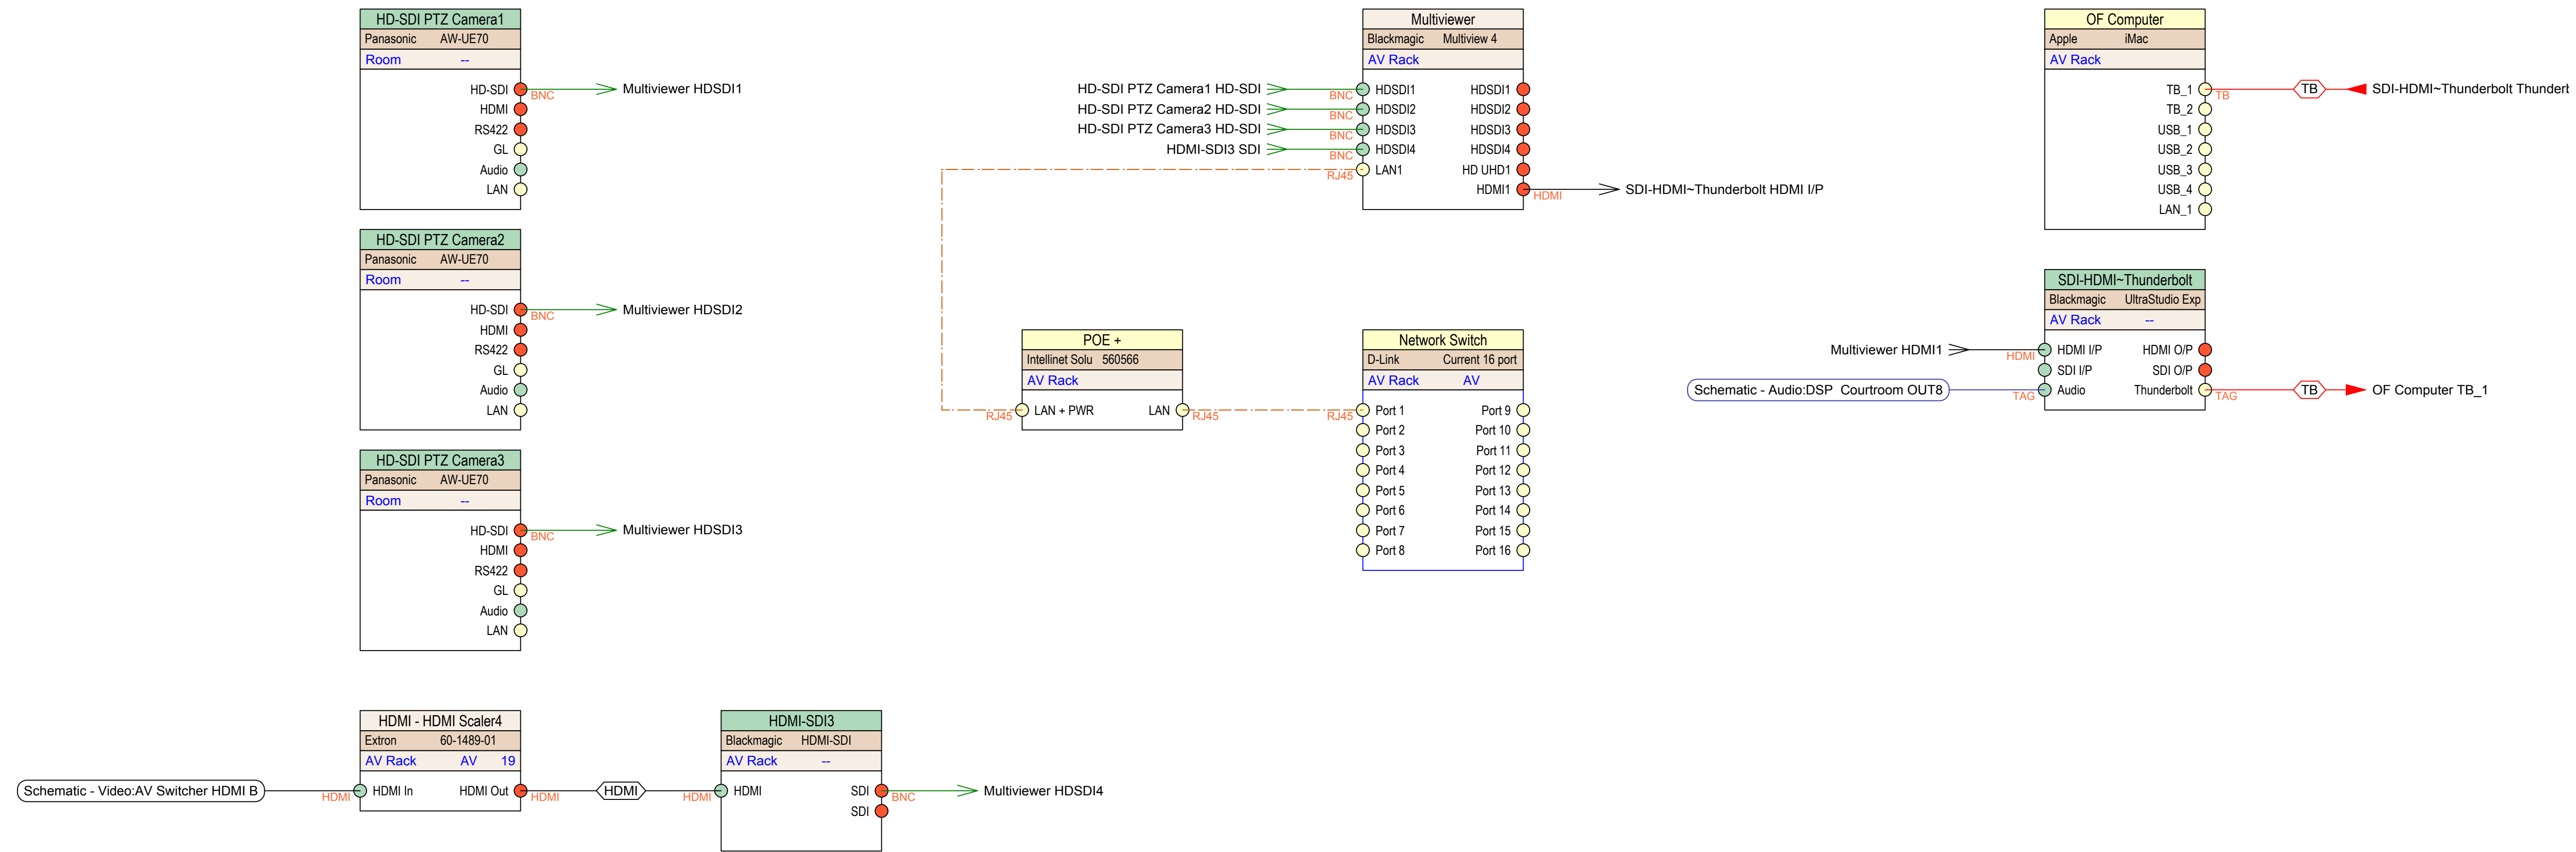 HD-SDI PTZ Camera1
Panasonic AW-UE70
Room --
HD-SDI BNC Multiviewer HDSDI1
HDMI
RS422
GL
Audio
LAN
HD-SDI PTZ Camera2
Panasonic AW-UE70
Room --
HD-SDI BNC Multiviewer HDSDI2
HDMI
RS422
GL
Audio
LAN
HD-SDI PTZ Camera3
Panasonic AW-UE70
Room --
HD-SDI BNC Multiviewer HDSDI3
HDMI
RS422
GL
Audio
LAN
HDMI - HDMI Scaler4
Extron 60-1489-01
AV Rack AV 19
Schematic - Video:AV Switcher HDMI B HDMI HDMI In HDMI Out HDMI HDMI
HDMI-SDI3
Blackmagic HDMI-SDI
AV Rack --
HDMI HDMI SDI BNC Multiviewer HDSDI4
SDI
Multiviewer
Blackmagic Multiview 4
AV Rack
HD-SDI PTZ Camera1 HD-SDI BNC HDSDI1 HDSDI1
HD-SDI PTZ Camera2 HD-SDI BNC HDSDI2 HDSDI2
HD-SDI PTZ Camera3 HD-SDI BNC HDSDI3 HDSDI3
HDMI-SDI3 SDI BNC HDSDI4 HDSDI4
RJ45 LAN1 HD UHD1
HDMI1 HDMI SDI-HDMI~Thunderbolt HDMI I/P
POE +
Intellinet Solu 560566
AV Rack
RJ45 LAN + PWR LAN RJ45
Network Switch
D-Link Current 16 port
AV Rack AV
RJ45 Port 1 Port 9
Port 2 Port 10
Port 3 Port 11
Port 4 Port 12
Port 5 Port 13
Port 6 Port 14
Port 7 Port 15
Port 8 Port 16
OF Computer
Apple iMac
AV Rack
TB_1 TB TB SDI-HDMI~Thunderbolt Thundert
TB_2
USB_1
USB_2
USB_3
USB_4
LAN_1
SDI-HDMI~Thunderbolt
Blackmagic UltraStudio Exp
AV Rack --
Multiviewer HDMI1 HDMI HDMI I/P HDMI O/P
SDI I/P SDI O/P
Schematic - Audio:DSP Courtroom OUT8 TAG Audio Thunderbolt TAG TB OF Computer TB_1